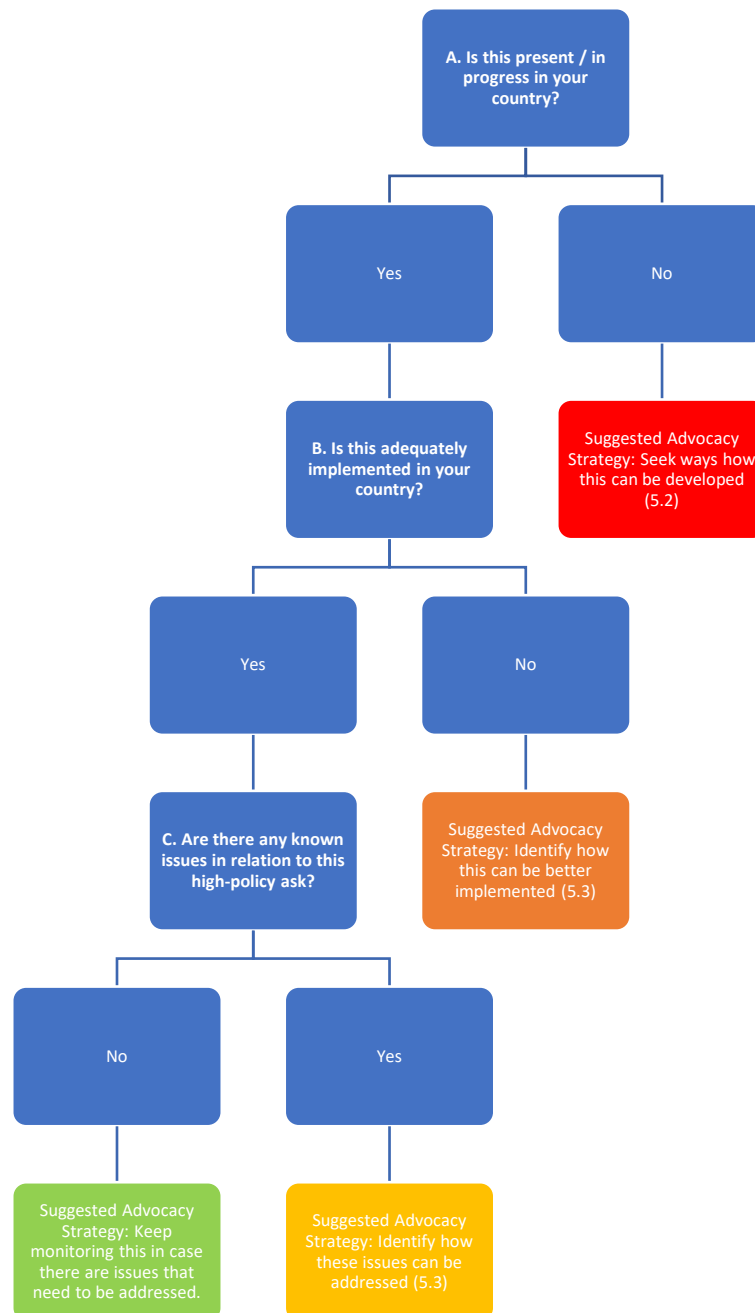 A. Is this present / in
progress in your
country?
Yes
No
B. Is this adequately
implemented in your
country?
Suggested Advocacy
Strategy: Seek ways how
this can be developed
(5.2)
Yes
No
C. Are there any known
issues in relation to this
high-policy ask?
Suggested Advocacy
Strategy: Identify how
this can be better
implemented (5.3)
No
Yes
Suggested Advocacy
Strategy: Keep
monitoring this in case
there are issues that
need to be addressed.
Suggested Advocacy
Strategy: Identify how
these issues can be
addressed (5.3)